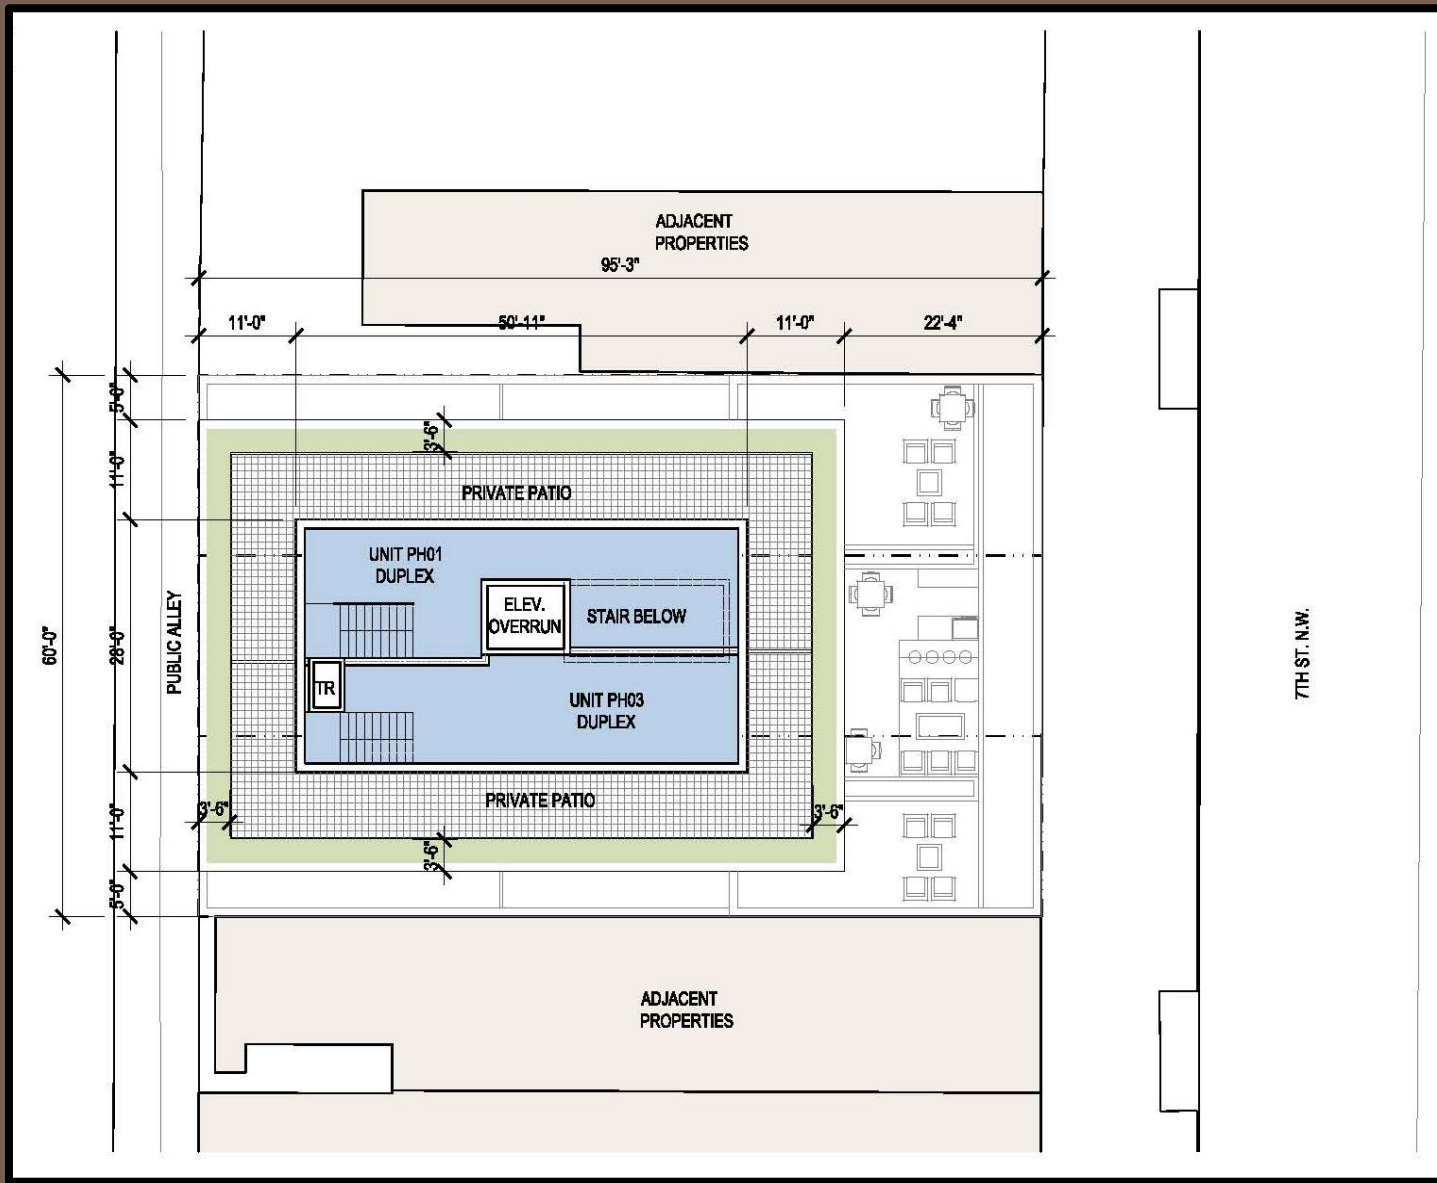 ADJACENT
PROPERTIES
95'-3"
11'-0"
50'-11"
11'-0"
22'-4"
5'-0"
3'-6"
11'-0"
PRIVATE PATIO
UNIT PH01
DUPLEX
ELEV.
OVERRUN
STAIR BELOW
PUBLIC ALLEY
60'-0"
28'-0"
7TH ST. N.W.
TR
UNIT PH03
DUPLEX
PRIVATE PATIO
3'-6"
3'-6"
11'-0"
3'-6"
5'-0"
ADJACENT
PROPERTIES